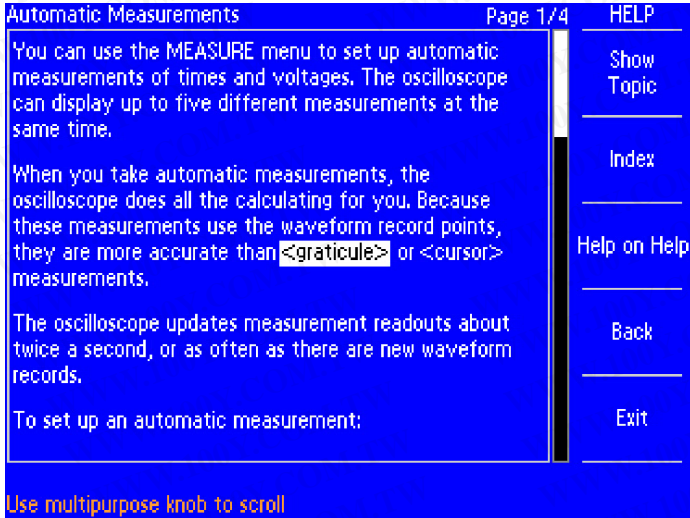 Automatic Measurements Page 1/4 HELP
You can use the MEASURE menu to set up automatic
measurements of times and voltages. The oscilloscope
can display up to five different measurements at the
same time.
When you take automatic measurements, the
oscilloscope does all the calculating for you. Because
these measurements use the waveform record points,
they are more accurate than <graticule> or <cursor>
measurements.
The oscilloscope updates measurement readouts about
twice a second, or as often as there are new waveform
records.
To set up an automatic measurement:
Show
Topic
Index
Help on Help
Back
Exit
Use multipurpose knob to scroll